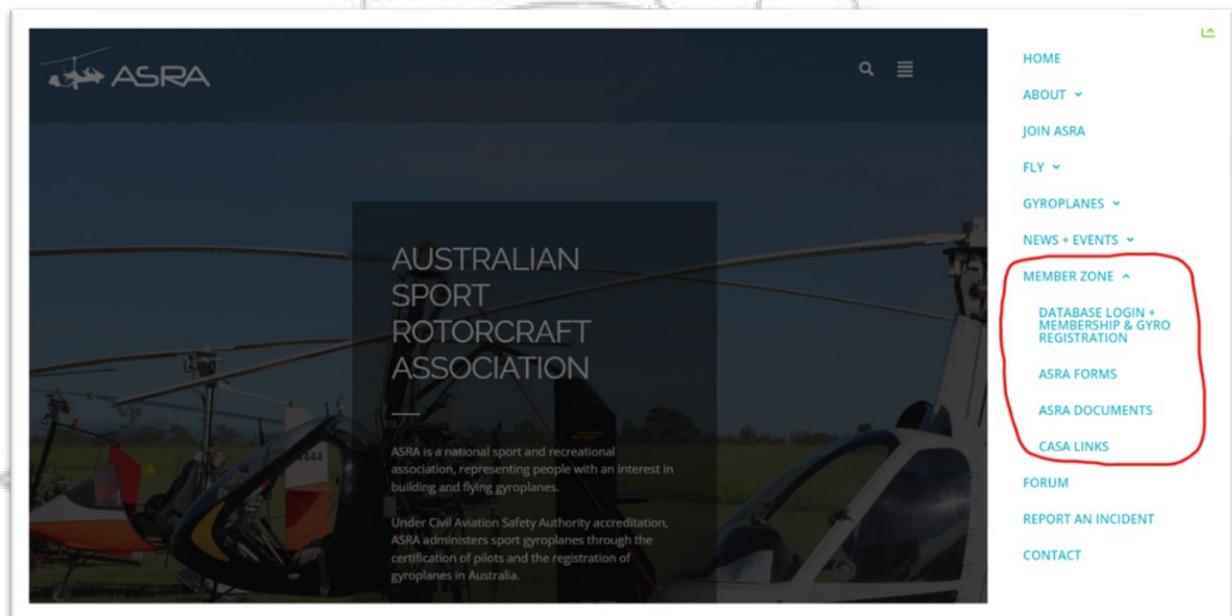 ASRA
AUSTRALIAN
SPORT
ROTORCRAFT
ASSOCIATION
ASRA is a national sport and recreational
association, representing people with an interest in
building and flying gyroplanes.
Under Civil Aviation Safety Authority accreditation,
ASRA administers sport gyroplanes through the
certification of pilots and the registration of
gyroplanes in Australia.
HOME
ABOUT
JOIN ASRA
FLY
GYROPLANES
NEWS + EVENTS
MEMBER ZONE
DATABASE LOGIN +
MEMBERSHIP & GYRO
REGISTRATION
ASRA FORMS
ASRA DOCUMENTS
CASA LINKS
FORUM
REPORT AN INCIDENT
CONTACT